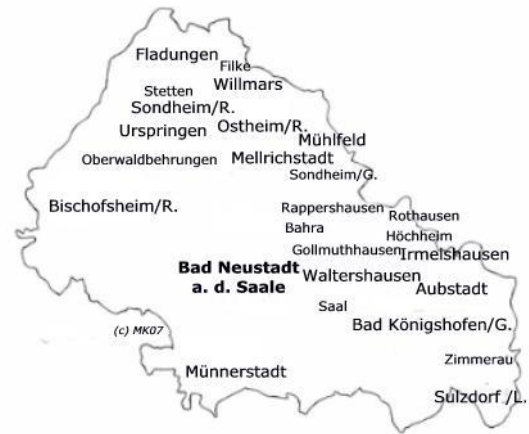 Fladungen
Filke
Willmars
Stetten
Sondheim/R.
Urspringen
Ostheim/R.
Mühlfeld
Oberwaldbehrungen
Mellrichstadt
Sondheim/G.
Bischofsheim/R.
Rappershausen
Rothausen
Bahra
Höchheim
Gollmuthhausen
Irmelshausen
Bad Neustadt
a. d. Saale
Waltershausen
Aubstadt
Saal
Bad Königshofen/G.
(c) MK07
Zimmerau
Münnerstadt
Sulzdorf /L.